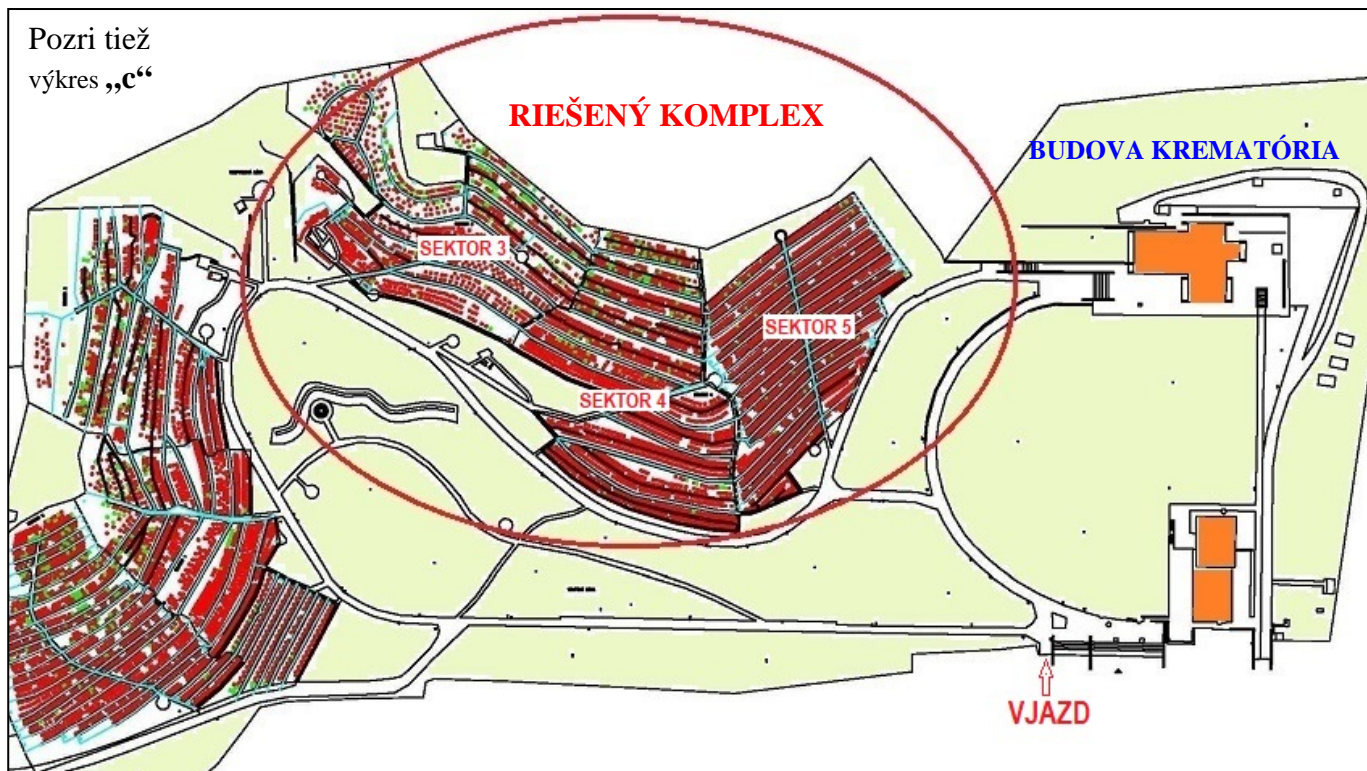 Pozri tiež
výkres „c“
RIEŠENÝ KOMPLEX
BUDOVA KREMATÓRIA
SEKTOR 3
SEKTOR 5
SEKTOR 4
VJAZD